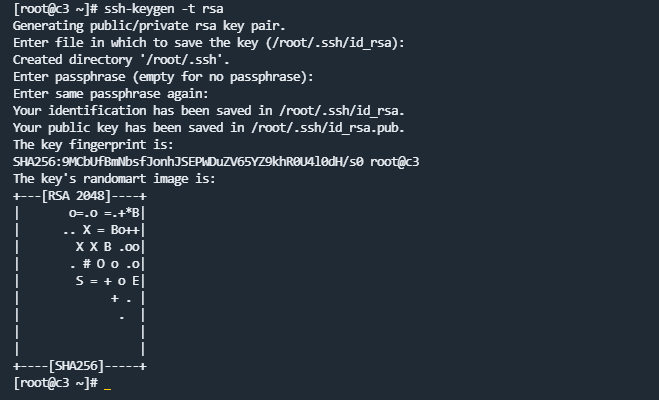 [root@c3 ~]# ssh-keygen -t rsa
Generating public/private rsa key pair.
Enter file in which to save the key (/root/.ssh/id_rsa):
Created directory '/root/.ssh'.
Enter passphrase (empty for no passphrase):
Enter same passphrase again:
Your identification has been saved in /root/.ssh/id_rsa.
Your public key has been saved in /root/.ssh/id_rsa.pub.
The key fingerprint is:
SHA256:9MCbUfBmNbsfJonhJSEPWDuZV65YZ9khR0U4l0dH/s0 root@c3
The key's randomart image is:
+---[RSA 2048]----+
|       o=.o =.+*B|
|      .. X = Bo++|
|        X X B .oo|
|       . # O o .o|
|        S = + o E|
|             + . |
|              .  |
|                 |
|                 |
+----[SHA256]-----+
[root@c3 ~]# _